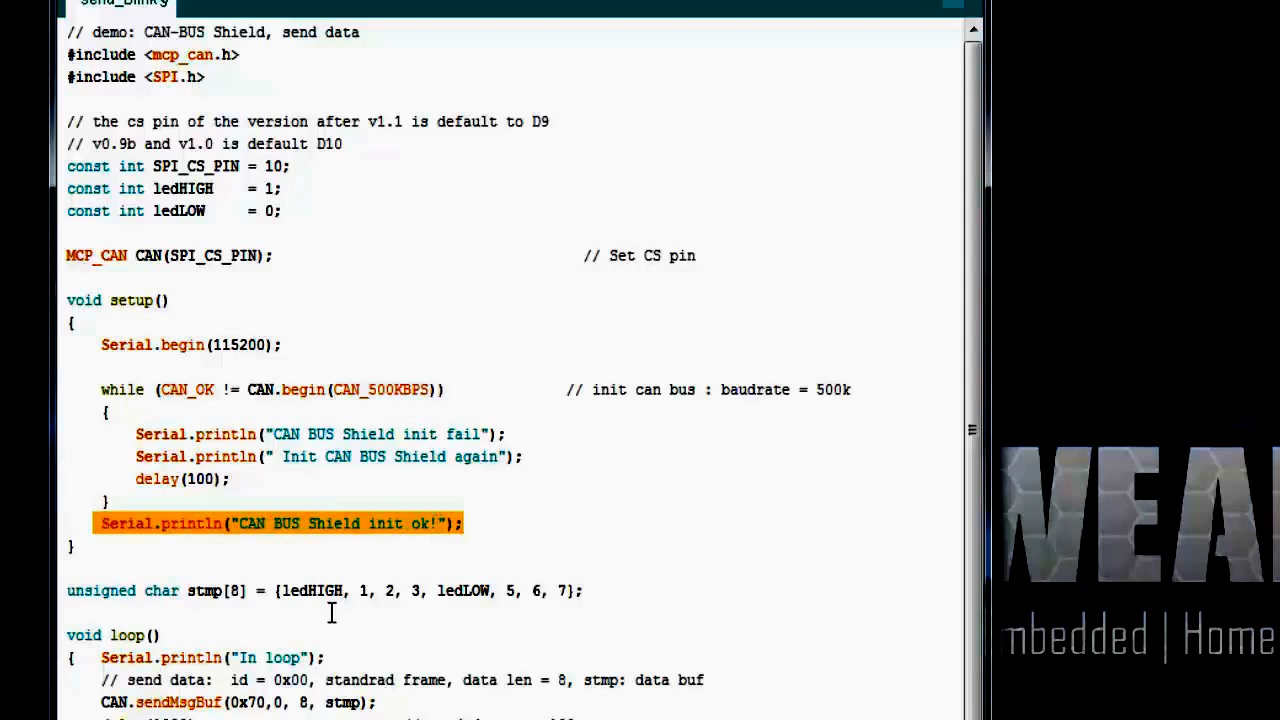 send_Blink§
// demo: CAN-BUS Shield, send data
#include <mcp_can.h>
#include <SPI.h>
// the cs pin of the version after v1.1 is default to D9
// v0.9b and v1.0 is default D10
const int SPI_CS_PIN = 10;
const int ledHIGH    = 1;
const int ledLOW     = 0;
MCP_CAN CAN(SPI_CS_PIN);                                    // Set CS pin
void setup()
{
    Serial.begin(115200);
    while (CAN_OK != CAN.begin(CAN_500KBPS))              // init can bus : baudrate = 500k
    {
        Serial.println("CAN BUS Shield init fail");
        Serial.println(" Init CAN BUS Shield again");
        delay(100);
    }
    Serial.println("CAN BUS Shield init ok!");
}
unsigned char stmp[8] = {ledHIGH, 1, 2, 3, ledLOW, 5, 6, 7};
void loop()
{   Serial.println("In loop");
    // send data:  id = 0x00, standrad frame, data len = 8, stmp: data buf
    CAN.sendMsgBuf(0x70,0, 8, stmp);
WEA
mbedded | Home